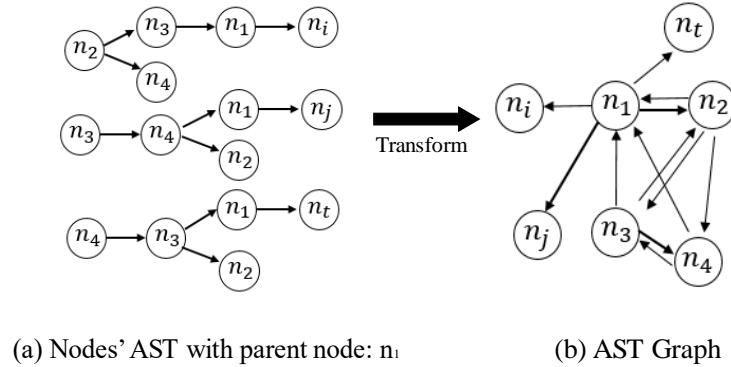 n₃ n₁ nᵢ
n₂
n₄
n₁ nⱼ
n₃ n₄
n₂
n₁ nₜ
n₄ n₃
n₂
Transform
nₜ
nᵢ n₁ n₂
nⱼ n₃
n₄
(a) Nodes’ AST with parent node: n₁
(b) AST Graph